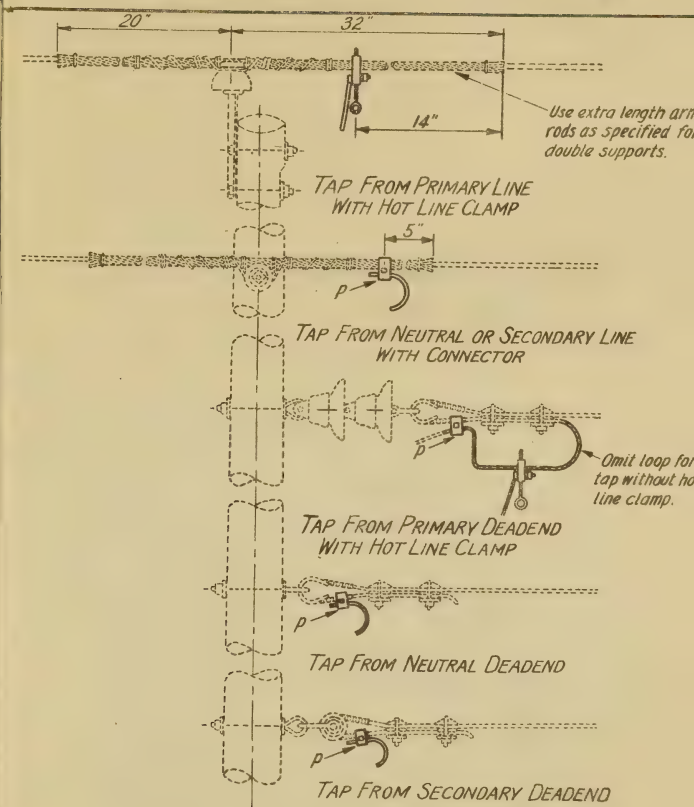 20"
32"
14"
Use extra length
rods as specified for
double supports.
TAP FROM PRIMARY LINE
WITH HOT LINE CLAMP
5"
p
TAP FROM NEUTRAL OR SECONDARY LINE
WITH CONNECTOR
p
Omit loop for
tap without
line clamp.
TAP FROM PRIMARY DEADEND
WITH HOT LINE CLAMP
p
TAP FROM NEUTRAL DEADEND
p
TAP FROM SECONDARY DEADEND